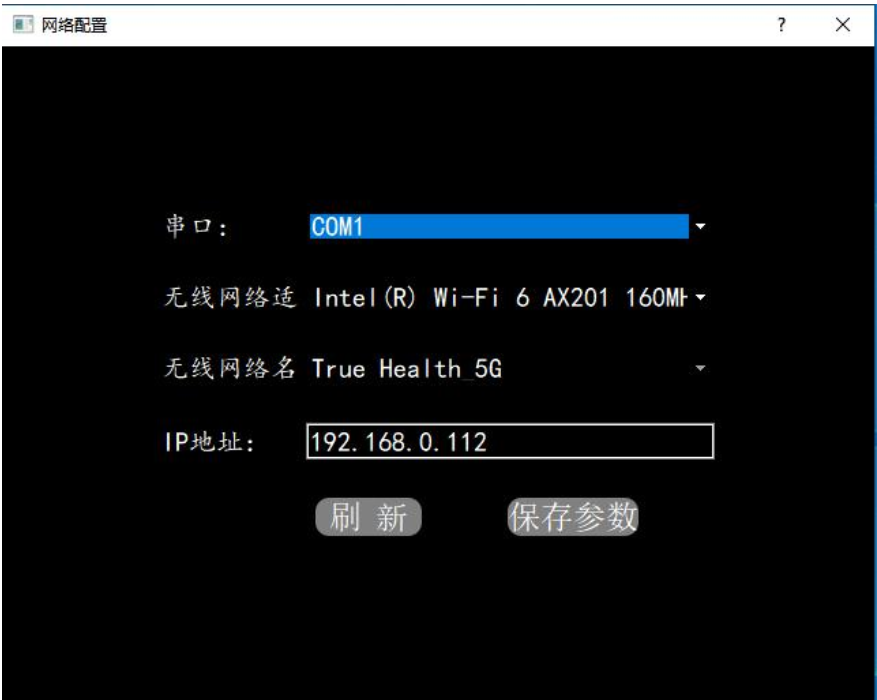 网络配置 ?
串口: COM1
无线网络适 Intel(R) Wi-Fi 6 AX201 160MH
无线网络名 True Health_5G
IP地址: 192.168.0.112
刷 新 保存参数